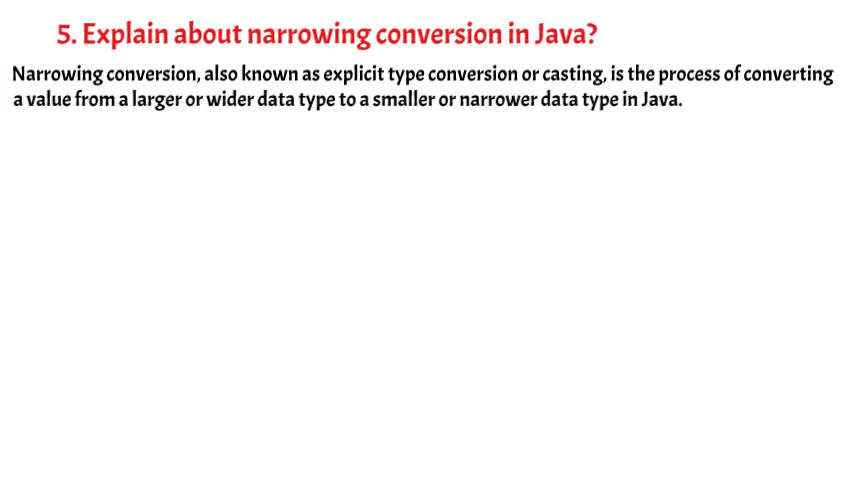 5. Explain about narrowing conversion in Java?
Narrowing conversion, also known as explicit type conversion or casting, is the process of converting
a value from a larger or wider data type to a smaller or narrower data type in Java.